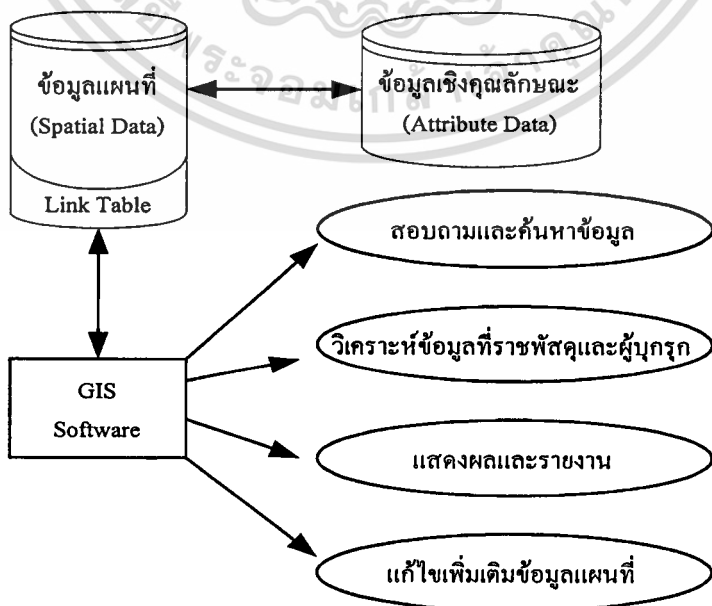 ข้อมูลแผนที่
(Spatial Data)
Link Table
ข้อมูลเชิงคุณลักษณะ
(Attribute Data)
GIS
Software
สอบถามและค้นหาข้อมูล
วิเคราะห์ข้อมูลที่ราชพัสดุและผู้บุกรุก
แสดงผลและรายงาน
แก้ไขเพิ่มเติมข้อมูลแผนที่